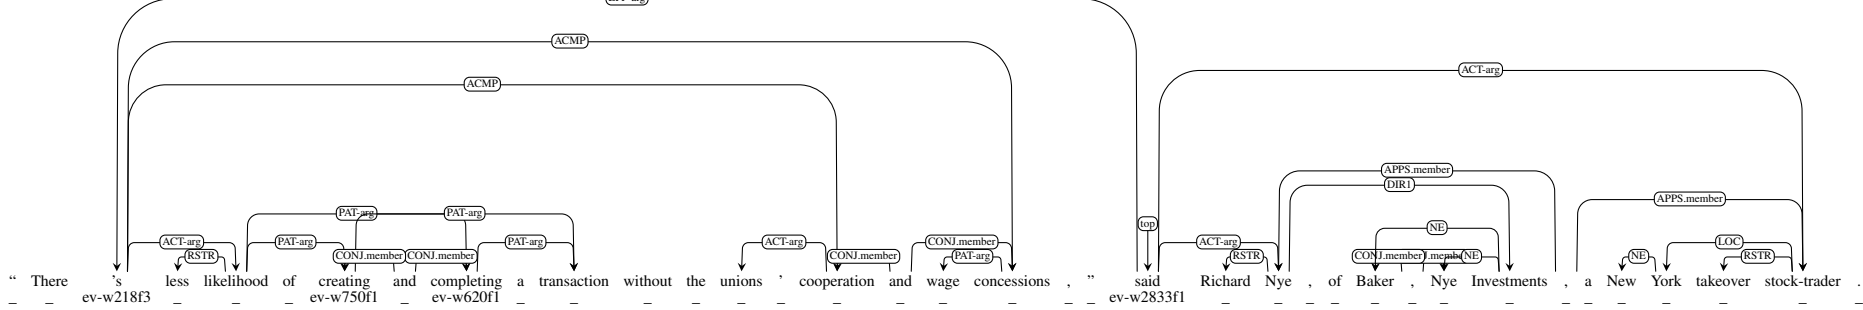 ACMP
ACT-arg
ACMP
APPS.member
DIR1
APPS.member
PAT-arg PAT-arg
top
NE
ACT-arg PAT-arg PAT-arg ACT-arg CONJ.member ACT-arg LOC
RSTR CONJ.member CONJ.member CONJ.member PAT-arg RSTR CONJ.member NE NE RSTR
“ There 's less likelihood of creating and completing a transaction without the unions ' cooperation and wage concessions , ” said Richard Nye , of Baker , Nye Investments , a New York takeover stock-trader .
_ _ ev-w218f3 _ _ _ ev-w750f1 _ ev-w620f1 _ _ _ _ _ _ _ _ _ _ _ _ ev-w2833f1 _ _ _ _ _ _ _ _ _ _ _ _ _ _ _